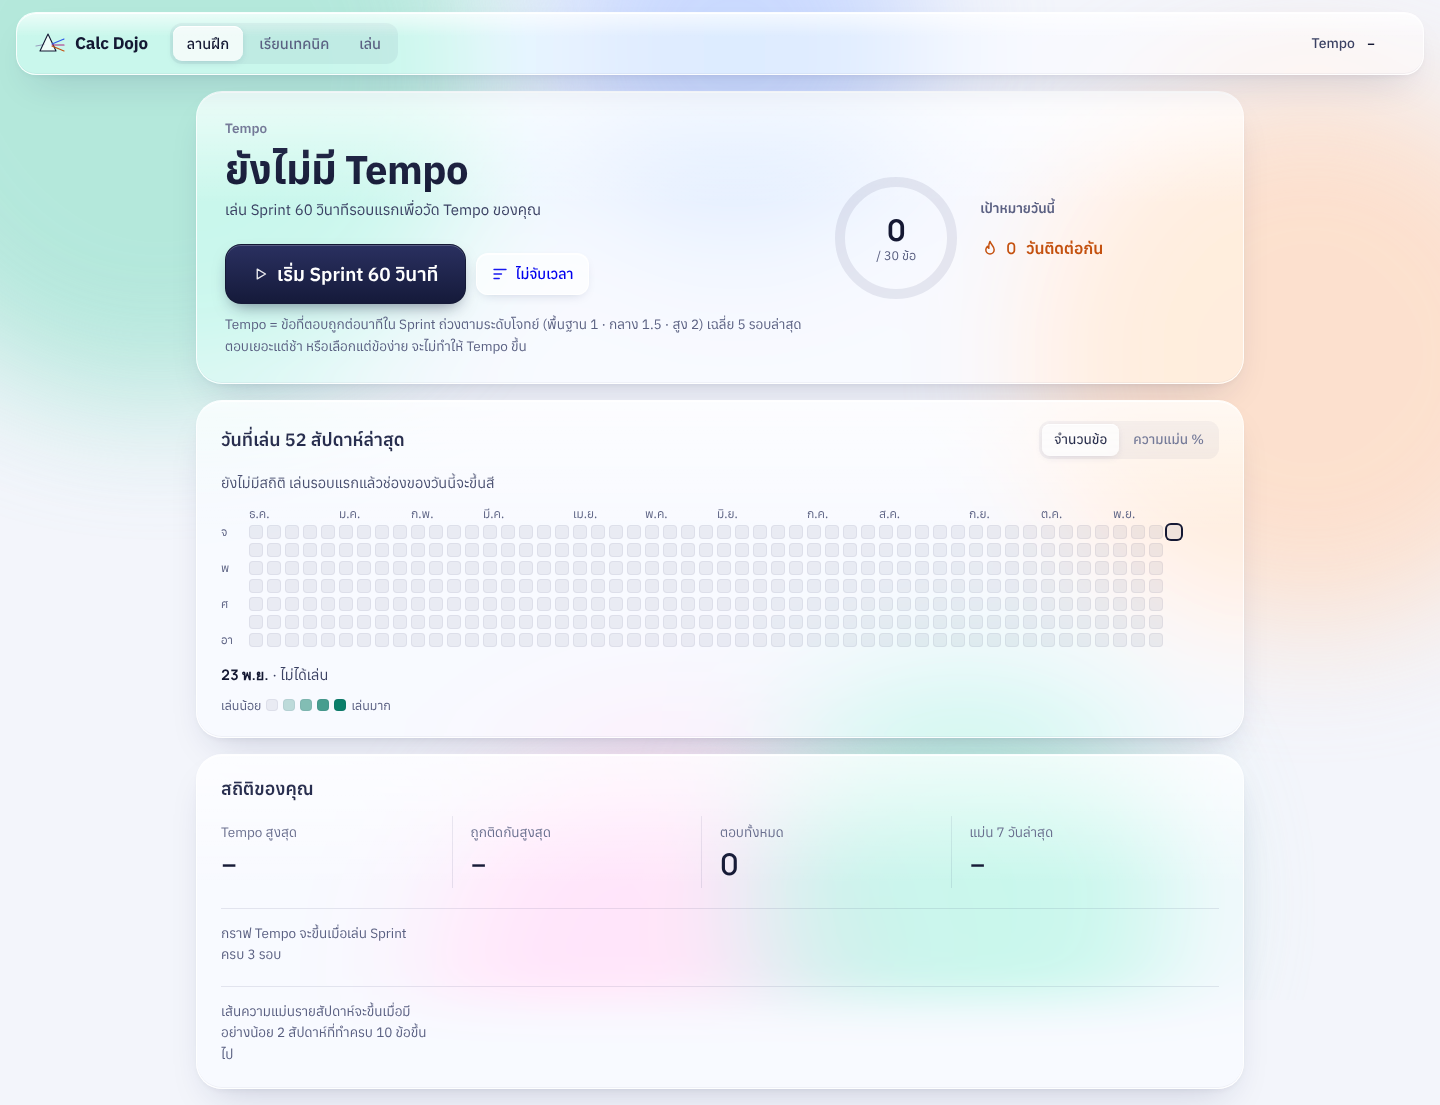 Calc Dojo
ลานฝึก
เรียนเทคนิค
เล่น
Tempo –
Tempo
ยังไม่มี Tempo
เล่น Sprint 60 วินาทีรอบแรกเพื่อวัด Tempo ของคุณ
เริ่ม Sprint 60 วินาที
ไม่จับเวลา
Tempo = ข้อที่ตอบถูกต่อนาทีใน Sprint ถ่วงตามระดับโจทย์ (พื้นฐาน 1 · กลาง 1.5 · สูง 2) เฉลี่ย 5 รอบล่าสุด
ตอบเยอะแต่ช้า หรือเลือกแต่ข้อง่าย จะไม่ทำให้ Tempo ขึ้น
0
/ 30 ข้อ
เป้าหมายวันนี้
0 วันติดต่อกัน
วันที่เล่น 52 สัปดาห์ล่าสุด
จำนวนข้อ
ความแม่น %
ยังไม่มีสถิติ เล่นรอบแรกแล้วช่องของวันนี้จะขึ้นสี
ธ.ค. ม.ค. ก.พ. มี.ค. เม.ย. พ.ค. มิ.ย. ก.ค. ส.ค. ก.ย. ต.ค. พ.ย.
จ
พ
ศ
อา
23 พ.ย. · ไม่ได้เล่น
เล่นน้อย
เล่นมาก
สถิติของคุณ
Tempo สูงสุด
–
ถูกติดกันสูงสุด
–
ตอบทั้งหมด
0
แม่น 7 วันล่าสุด
–
กราฟ Tempo จะขึ้นเมื่อเล่น Sprint
ครบ 3 รอบ
เส้นความแม่นรายสัปดาห์จะขึ้นเมื่อมี
อย่างน้อย 2 สัปดาห์ที่ทำครบ 10 ข้อขึ้น
ไป